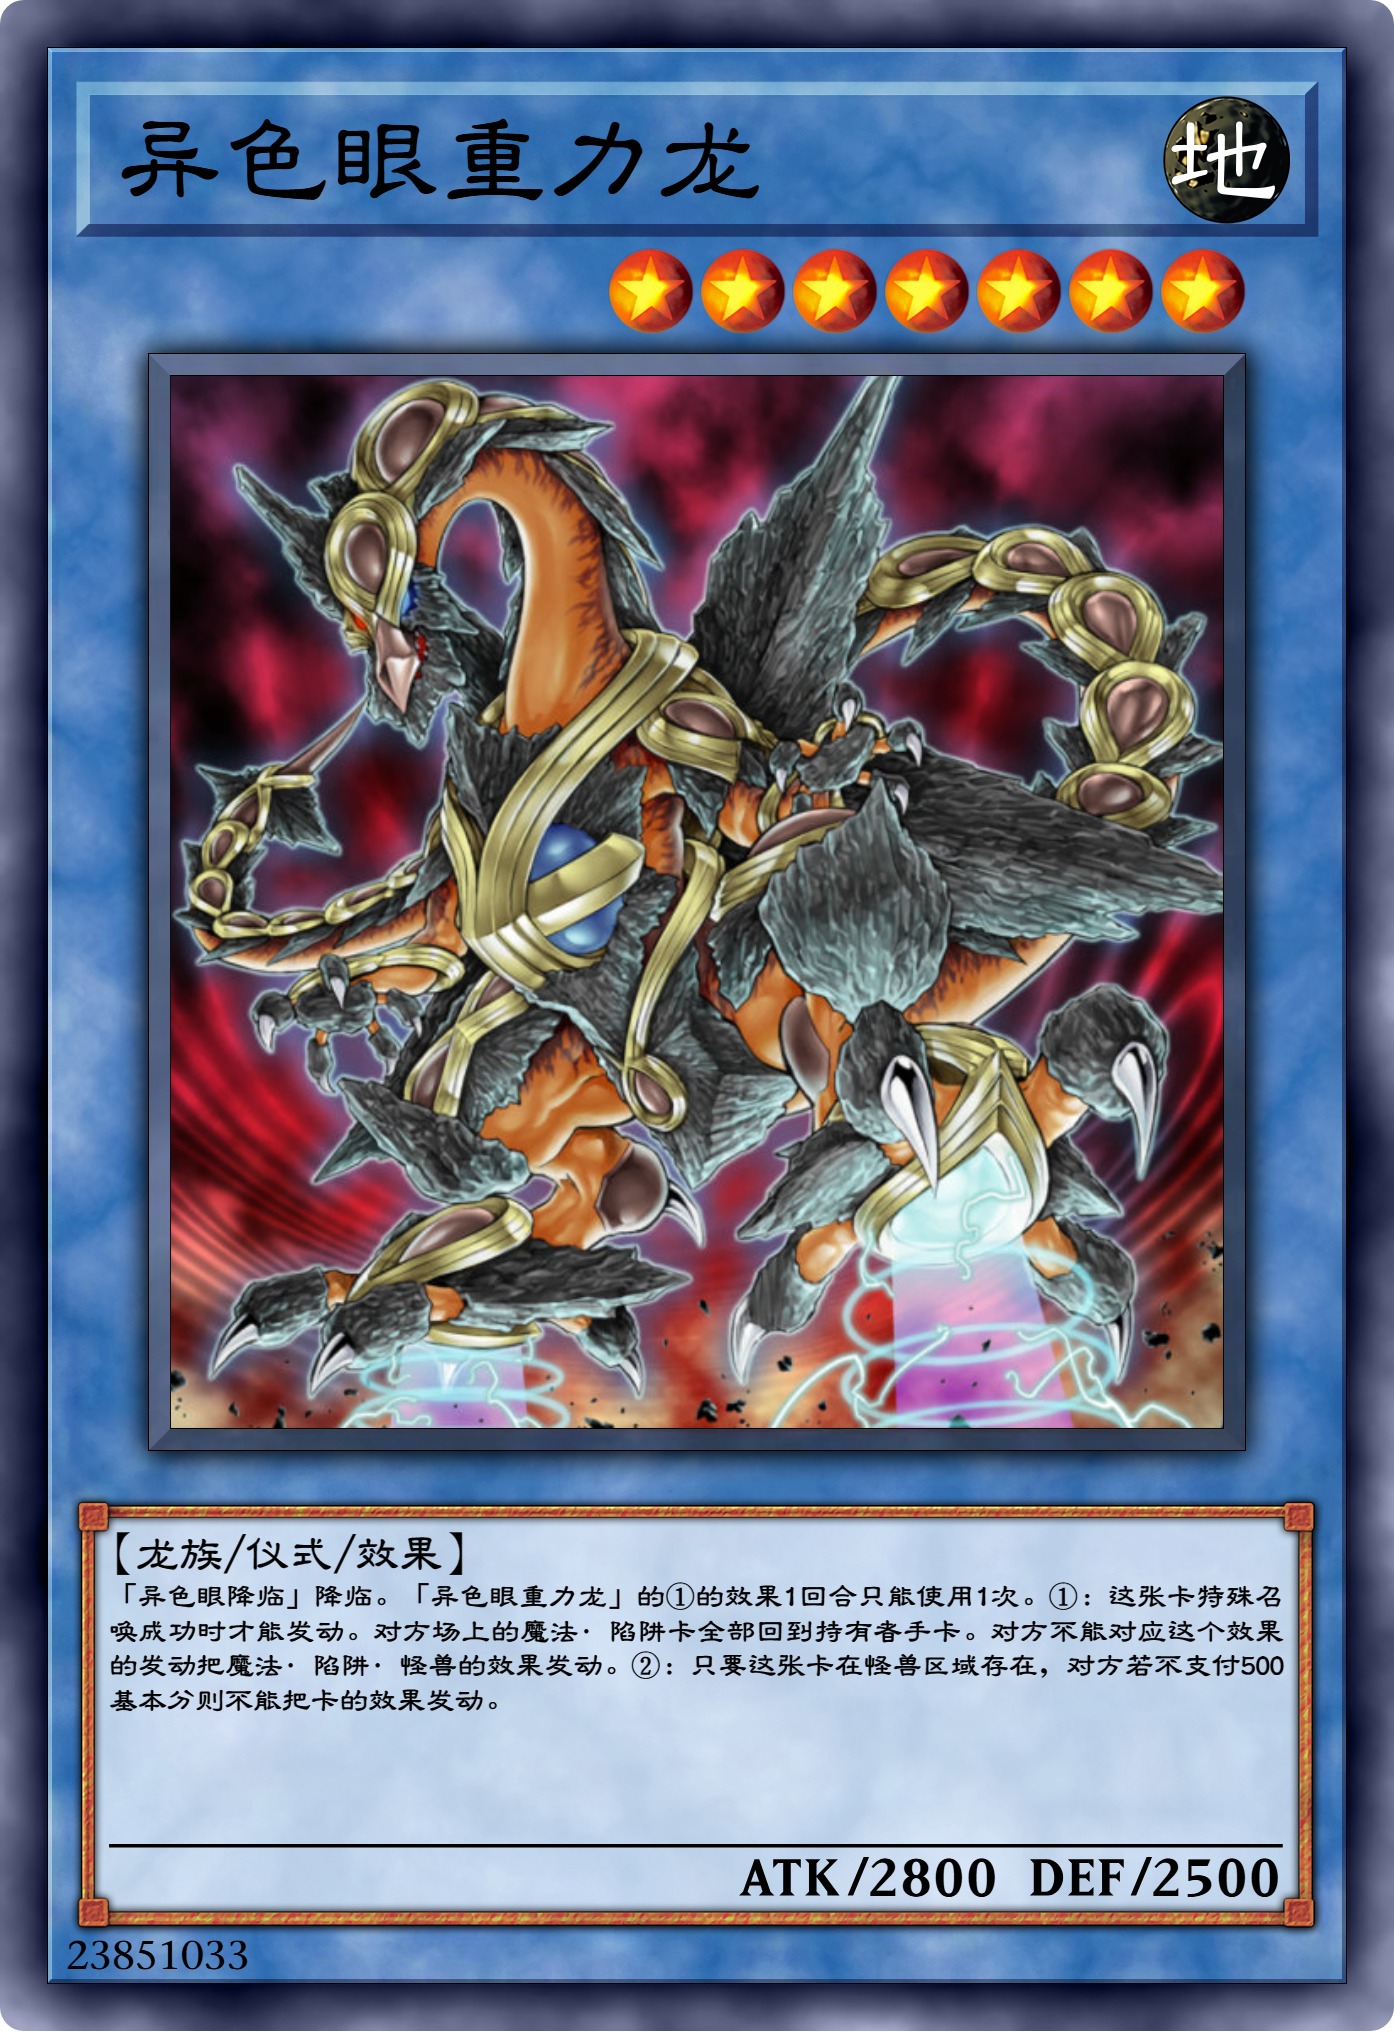 异色眼重力龙
地
【龙族/仪式/效果】
「异色眼降临」降临。「异色眼重力龙」的①的效果1回合只能使用1次。①：这张卡特殊召
唤成功时才能发动。对方场上的魔法·陷阱卡全部回到持有者手卡。对方不能对应这个效果
的发动把魔法·陷阱·怪兽的效果发动。②：只要这张卡在怪兽区域存在，对方若不支付500
基本分则不能把卡的效果发动。
ATK/2800 DEF/2500
23851033